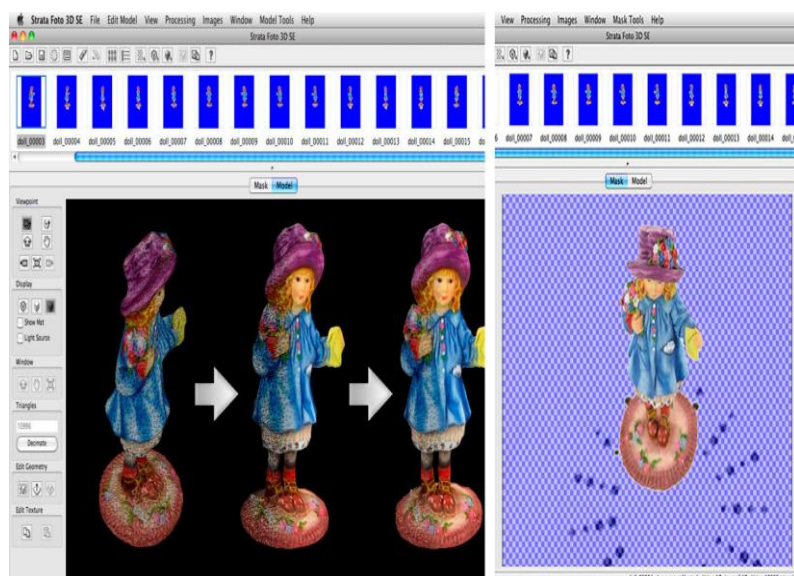 Strata Foto 3D SE File Edit Model View Processing Images Window Model Tools Help
Strata Foto 3D SE
doll_00003 doll_00004 doll_00005 doll_00006 doll_00007 doll_00008 doll_00009 doll_00010 doll_00011 doll_00012 doll_00013 doll_00014 doll_00015
Mask Model
Viewpoint
Display
Show Mat
Light Source
Window
Triangles
Decimate
Edit Geometry
Edit Texture
View Processing Images Window Mask Tools Help
Strata Foto 3D SE
6 doll_00007 doll_00008 doll_00009 doll_00010 doll_00011 doll_00012 doll_00013 doll_00014
Mask Model